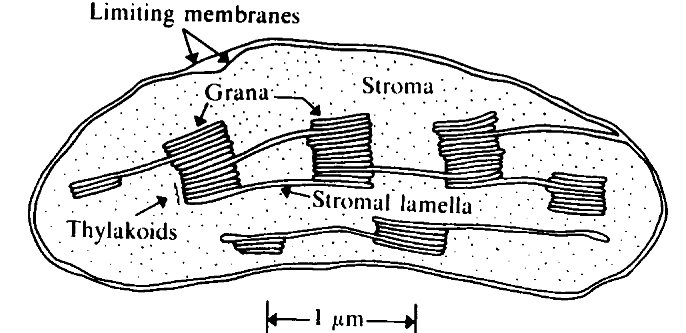 Limiting membranes
Stroma
Grana
Stromal lamella
Thylakoids
1 μm